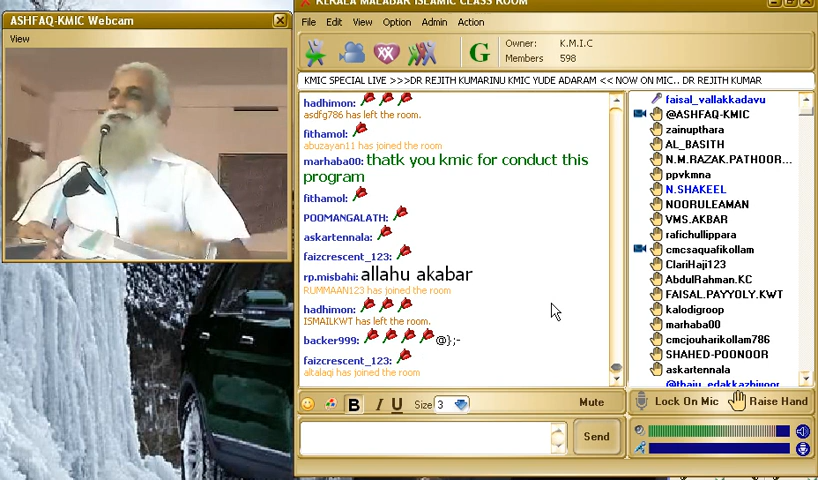 ASHFAQ-KMIC Webcam
View
KERALA MALABAR ISLAMIC CLASS ROOM
File Edit View Option Admin Action
G
Owner: K.M.I.C
Members 598
KMIC SPECIAL LIVE >>>DR REJITH KUMARINU KMIC YUDE ADARAM << NOW ON MIC.. DR REJITH KUMAR
hadhimon:
asdfg786 has left the room.
fithamol:
abuzayan11 has joined the room
marhaba00: thatk you kmic for conduct this
program
fithamol:
POOMANGALATH:
askartennala:
faizcrescent_123:
rp.misbahi: allahu akabar
RUMMAAN123 has joined the room
hadhimon:
ISMAILKWT has left the room.
backer999: @};-
faizcrescent_123:
altalaqi has joined the room
faisal_vallakkadavu
@ASHFAQ-KMIC
zainupthara
AL_BASITH
N.M.RAZAK.PATHOOR...
ppvkmna
N.SHAKEEL
NOORULEAMAN
VMS.AKBAR
rafichullippara
cmcsaquafikollam
ClariHaji123
AbdulRahman.KC
FAISAL.PAYYOLY.KWT
kalodigroop
marhaba00
cmcjouharikollam786
SHAHED-POONOOR
askartennala
@thaju_edakkazhiyoor
B I U Size 3 Mute
Lock On Mic Raise Hand
Send